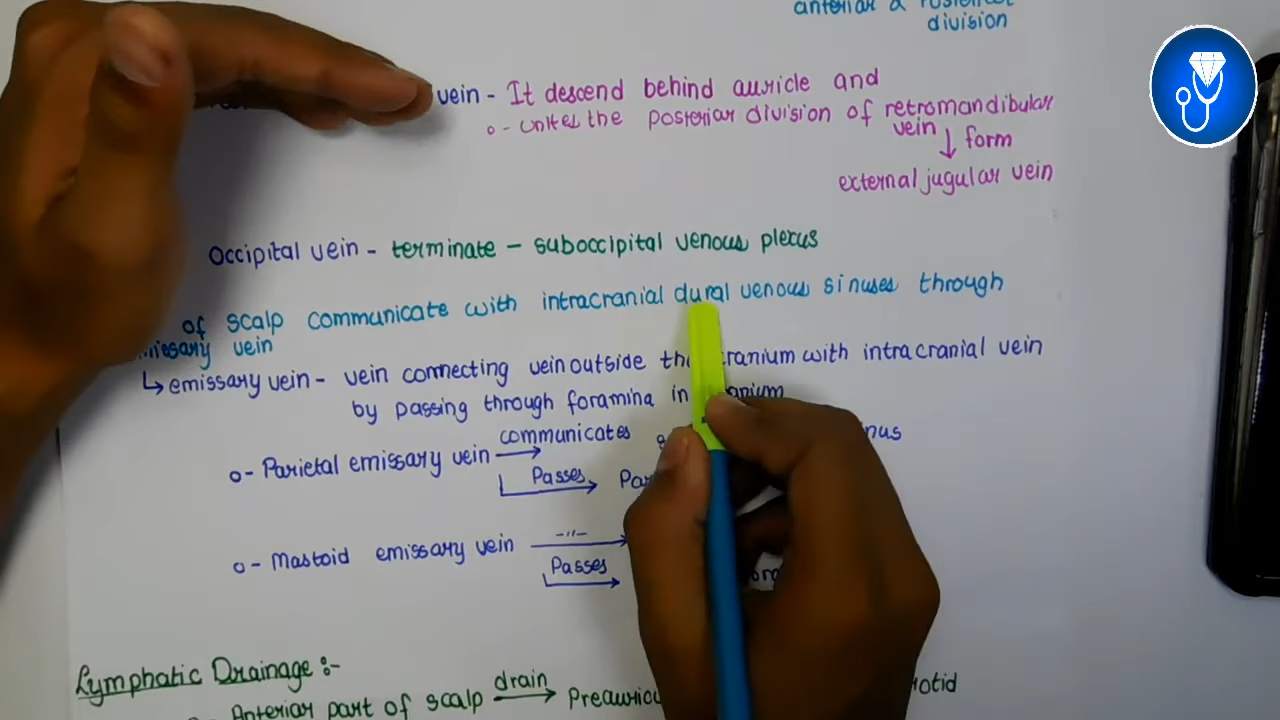 anterior &
division
vein - It descend behind auricle and
o - unites the posterior division of retromandibular
vein ↓ form
external jugular vein
Occipital vein - terminate - suboccipital venous plexus
of scalp communicate with intracranial dural venous sinuses through
vein
↳ emissary vein - vein connecting vein outside the cranium with intracranial vein
by passing through foramina in
o - Parietal emissary vein communicates
Passes
o - Mastoid emissary vein -"-
Passes
Lymphatic Drainage :-
Anterior part of scalp drain